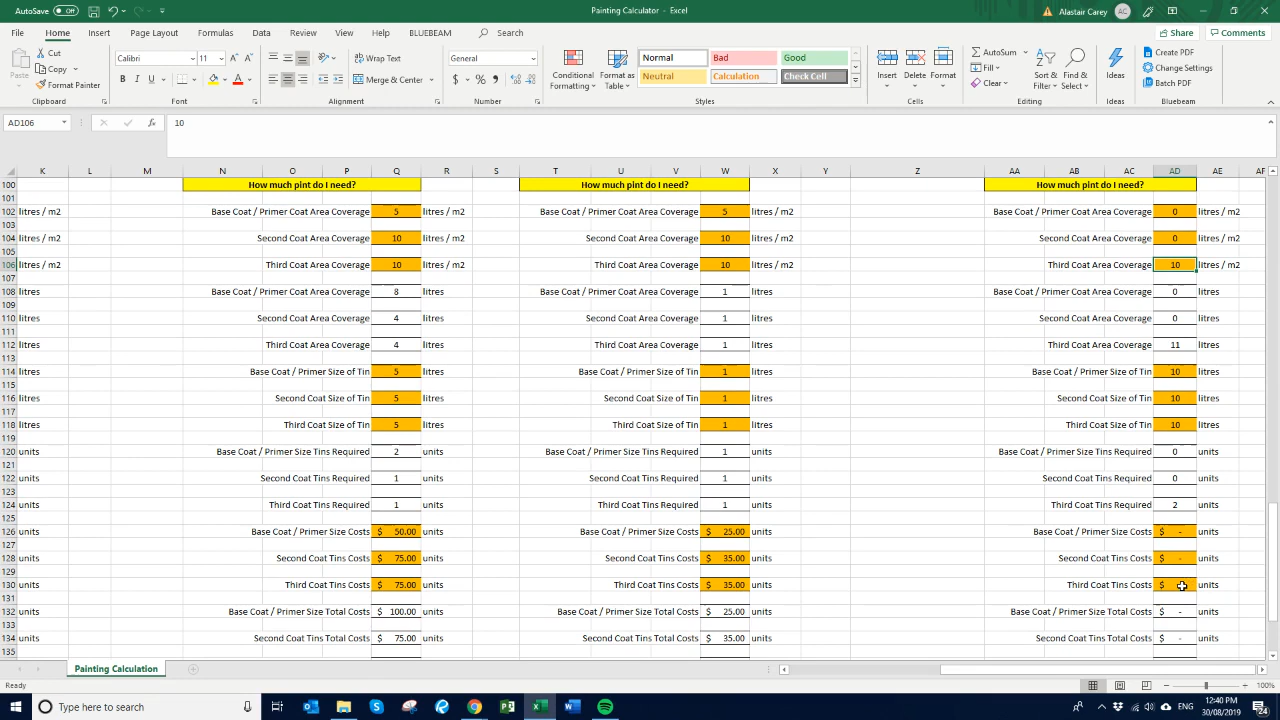 AutoSave Off
Painting Calculator - Excel
Alastair Carey AC
File Home Insert Page Layout Formulas Data Review View Help BLUEBEAM Search Share Comments
Paste Cut Copy Format Painter Clipboard
Calibri 11 B I U A Font
Wrap Text Merge & Center Alignment
General $ % Number
Conditional Formatting Format as Table Normal Bad Good Neutral Calculation Check Cell Styles
Insert Delete Format Cells
AutoSum Fill Clear Sort & Filter Find & Select Editing
Ideas Ideas
Create PDF Change Settings Batch PDF Bluebeam
AD106 fx 10
K L M N O P Q R S T U V W X Y Z AA AB AC AD AE AF
100 How much pint do I need? How much pint do I need? How much pint do I need?
101
102 litres / m2 Base Coat / Primer Coat Area Coverage 5 litres / m2 Base Coat / Primer Coat Area Coverage 5 litres / m2 Base Coat / Primer Coat Area Coverage 0 litres / m2
103
104 litres / m2 Second Coat Area Coverage 10 litres / m2 Second Coat Area Coverage 10 litres / m2 Second Coat Area Coverage 0 litres / m2
105
106 litres / m2 Third Coat Area Coverage 10 litres / m2 Third Coat Area Coverage 10 litres / m2 Third Coat Area Coverage 10 litres / m2
107
108 litres Base Coat / Primer Coat Area Coverage 8 litres Base Coat / Primer Coat Area Coverage 1 litres Base Coat / Primer Coat Area Coverage 0 litres
109
110 litres Second Coat Area Coverage 4 litres Second Coat Area Coverage 1 litres Second Coat Area Coverage 0 litres
111
112 litres Third Coat Area Coverage 4 litres Third Coat Area Coverage 1 litres Third Coat Area Coverage 11 litres
113
114 litres Base Coat / Primer Size of Tin 5 litres Base Coat / Primer Size of Tin 1 litres Base Coat / Primer Size of Tin 10 litres
115
116 litres Second Coat Size of Tin 5 litres Second Coat Size of Tin 1 litres Second Coat Size of Tin 10 litres
117
118 litres Third Coat Size of Tin 5 litres Third Coat Size of Tin 1 litres Third Coat Size of Tin 10 litres
119
120 units Base Coat / Primer Size Tins Required 2 units Base Coat / Primer Size Tins Required 1 units Base Coat / Primer Size Tins Required 0 units
121
122 units Second Coat Tins Required 1 units Second Coat Tins Required 1 units Second Coat Tins Required 0 units
123
124 units Third Coat Tins Required 1 units Third Coat Tins Required 1 units Third Coat Tins Required 2 units
125
126 units Base Coat / Primer Size Costs $ 50.00 units Base Coat / Primer Size Costs $ 25.00 units Base Coat / Primer Size Costs $ - units
127
128 units Second Coat Tins Costs $ 75.00 units Second Coat Tins Costs $ 35.00 units Second Coat Tins Costs $ - units
129
130 units Third Coat Tins Costs $ 75.00 units Third Coat Tins Costs $ 35.00 units Third Coat Tins Costs $ units
131
132 units Base Coat / Primer Size Total Costs $ 100.00 units Base Coat / Primer Size Total Costs $ 25.00 units Base Coat / Primer Size Total Costs $ - units
133
134 units Second Coat Tins Total Costs $ 75.00 units Second Coat Tins Total Costs $ 35.00 units Second Coat Tins Total Costs $ - units
135
Painting Calculation
Ready 100%
Type here to search ENG 12:40 PM
30/08/2019 24